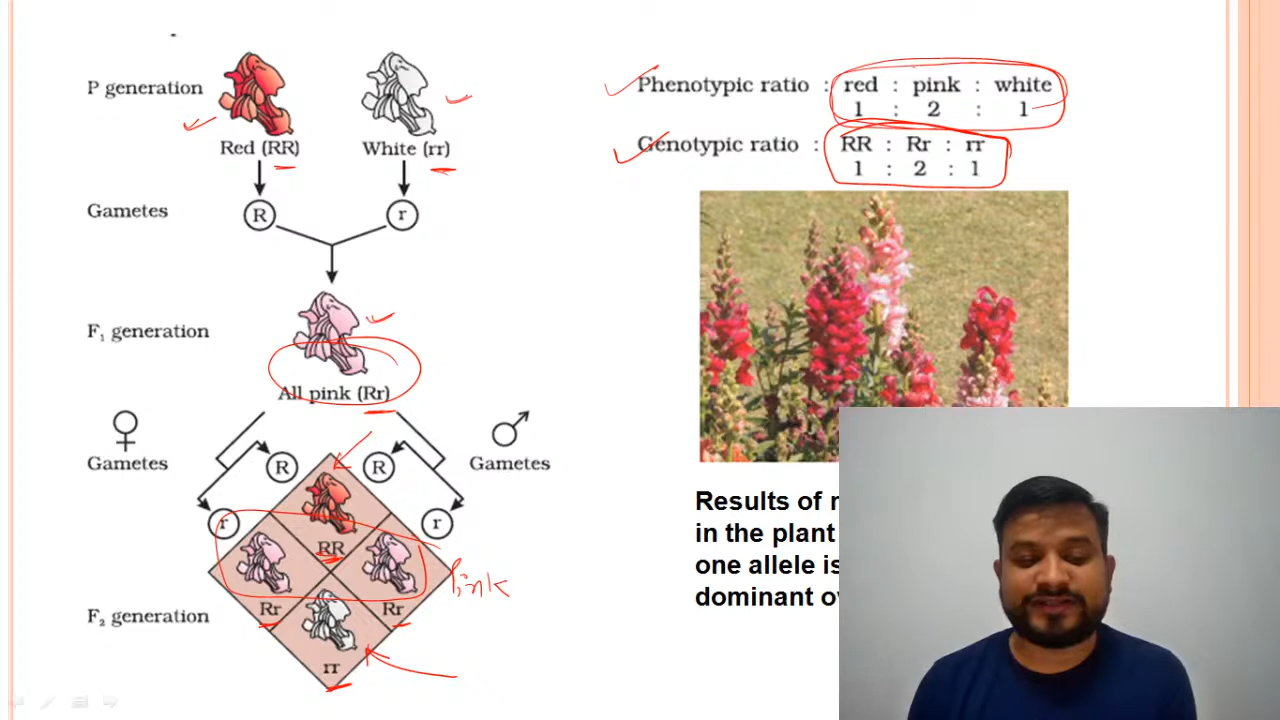 P generation
Red (RR)
White (rr)
Gametes
R
r
F₁ generation
All pink (Rr)
Gametes
R
R
Gametes
r
r
RR
Pink
Rr
Rr
F₂ generation
rr
Phenotypic ratio : red : pink : white
1 : 2 : 1
Genotypic ratio : RR : Rr : rr
1 : 2 : 1
Results of
in the plant
one allele is
dominant